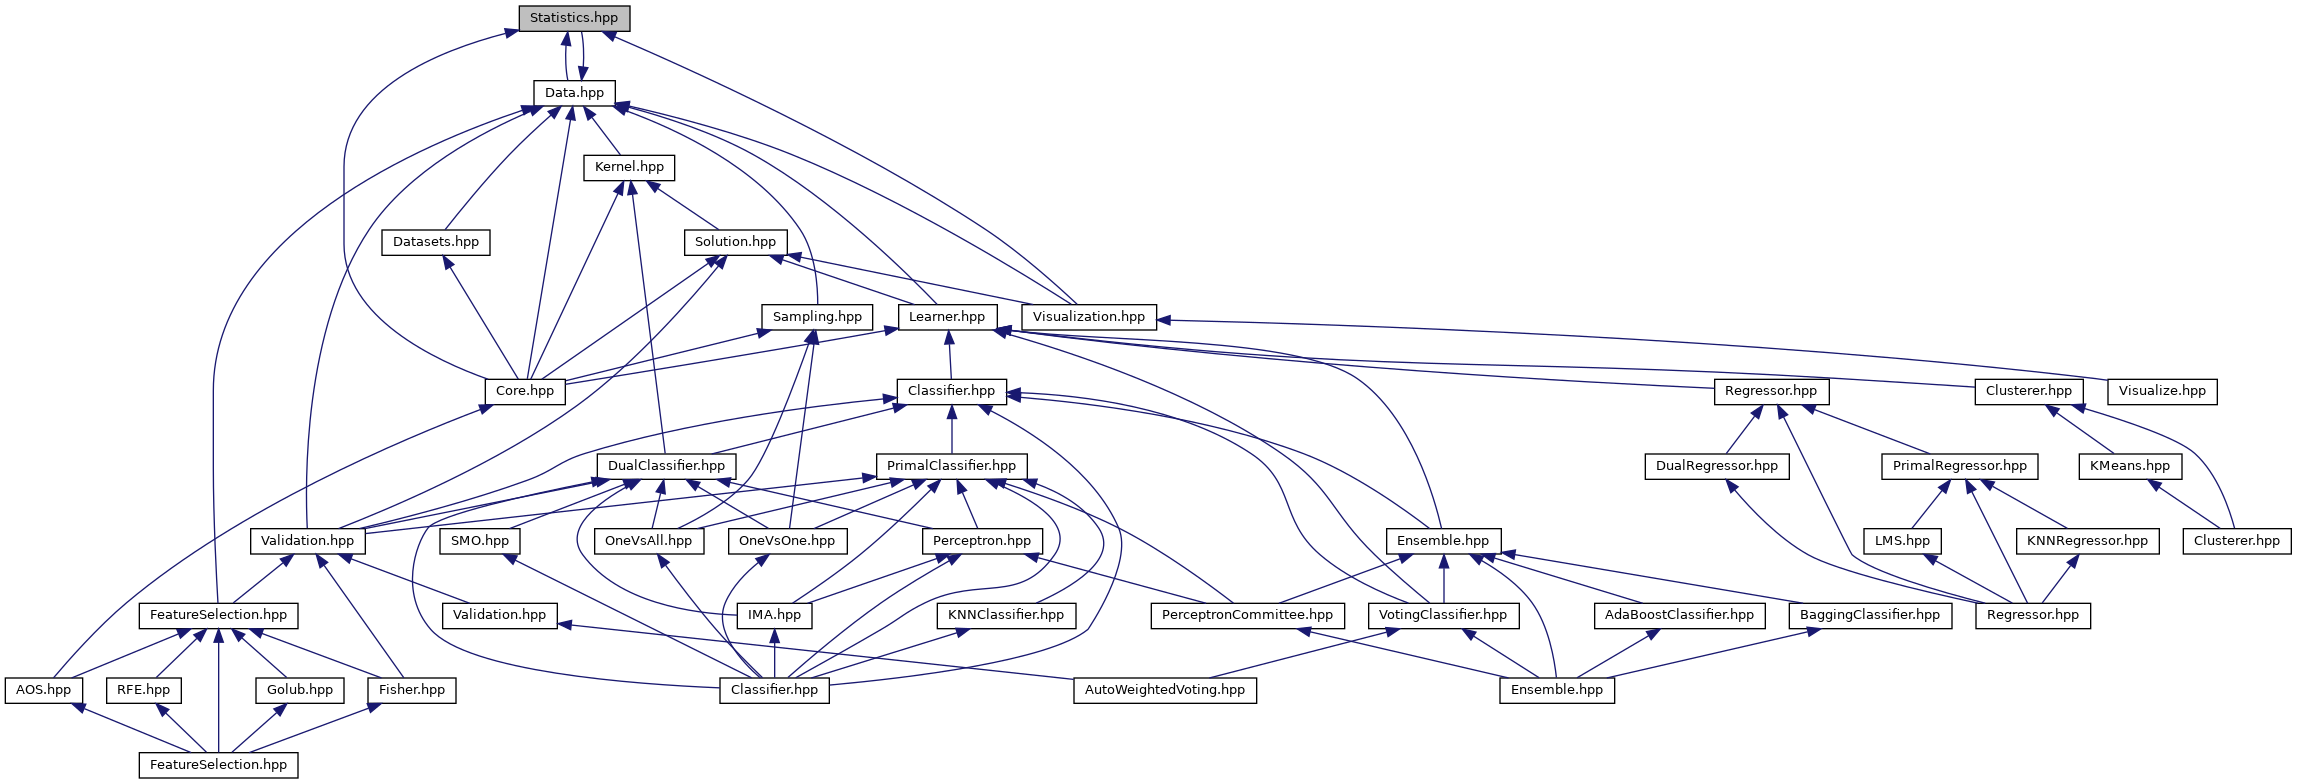 Statistics.hpp
Data.hpp
Kernel.hpp
Datasets.hpp
Solution.hpp
Sampling.hpp
Learner.hpp
Visualization.hpp
Core.hpp
Classifier.hpp
Regressor.hpp
Clusterer.hpp
Visualize.hpp
DualClassifier.hpp
PrimalClassifier.hpp
DualRegressor.hpp
PrimalRegressor.hpp
KMeans.hpp
Validation.hpp
SMO.hpp
OneVsAll.hpp
OneVsOne.hpp
Perceptron.hpp
Ensemble.hpp
LMS.hpp
KNNRegressor.hpp
Clusterer.hpp
FeatureSelection.hpp
Validation.hpp
IMA.hpp
KNNClassifier.hpp
PerceptronCommittee.hpp
VotingClassifier.hpp
AdaBoostClassifier.hpp
BaggingClassifier.hpp
Regressor.hpp
AOS.hpp
RFE.hpp
Golub.hpp
Fisher.hpp
Classifier.hpp
AutoWeightedVoting.hpp
Ensemble.hpp
FeatureSelection.hpp